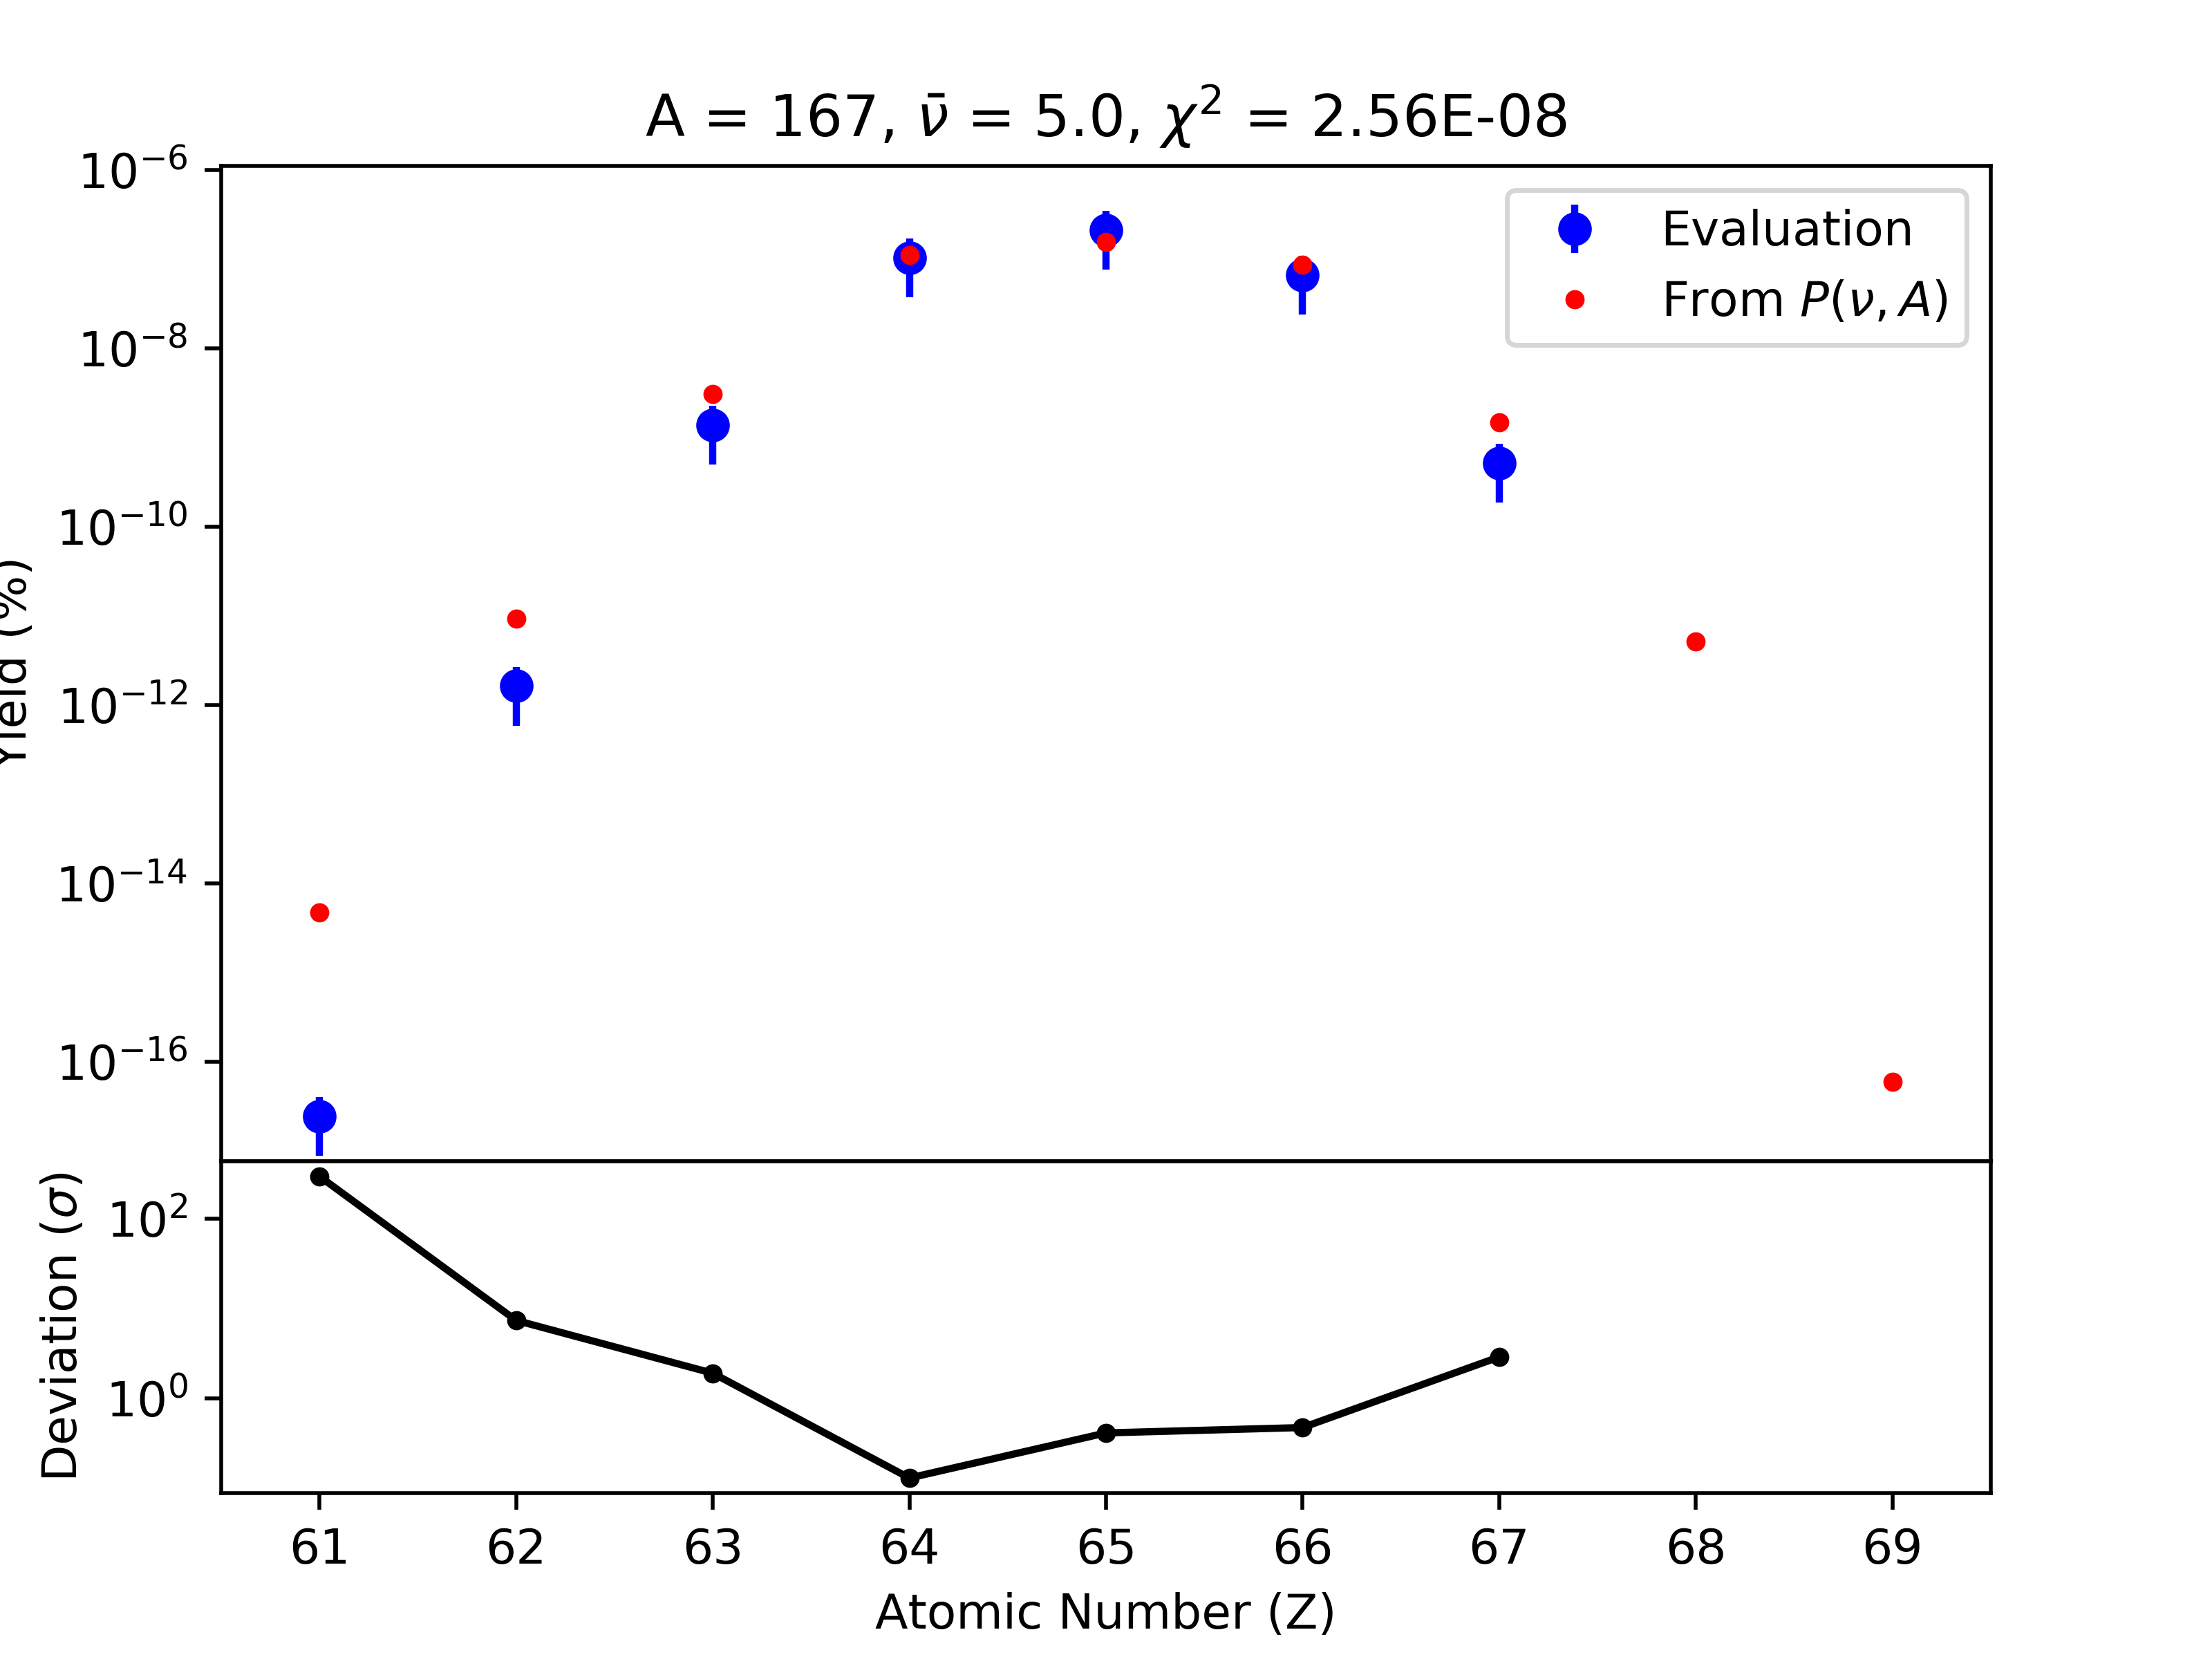 A = 167, ν̄ = 5.0, χ² = 2.56E-08
Evaluation
From P(ν, A)
Yield (%)
10⁻⁶
10⁻⁸
10⁻¹⁰
10⁻¹²
10⁻¹⁴
10⁻¹⁶
Deviation (σ)
10²
10⁰
61 62 63 64 65 66 67 68 69
Atomic Number (Z)